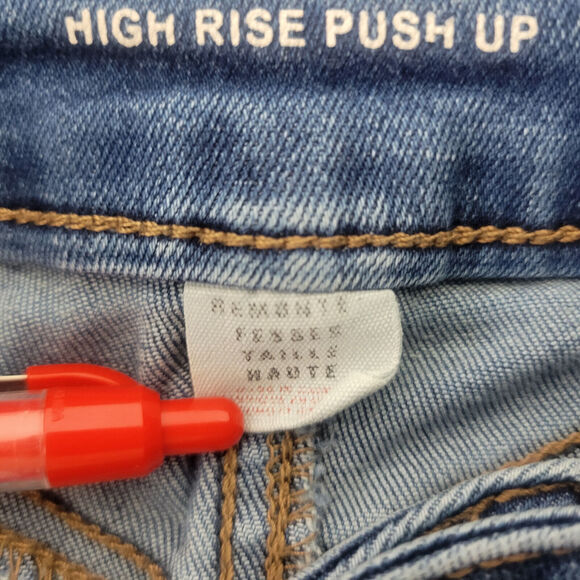 HIGH RISE PUSH UP
REMONTE
FESSES
TAILLE
HAUTE